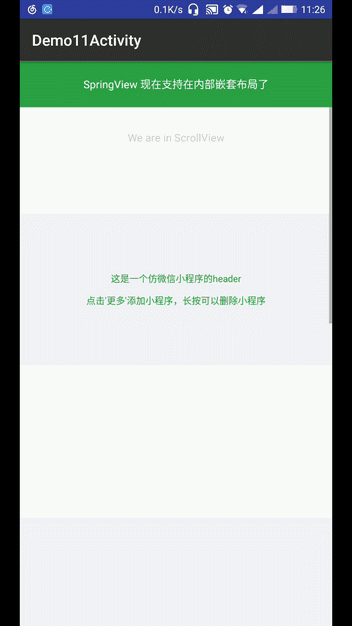 0.1K/s 11:26
Demo11Activity
SpringView 现在支持在内部嵌套布局了
We are in ScrollView
这是一个仿微信小程序的header
点击'更多'添加小程序，长按可以删除小程序